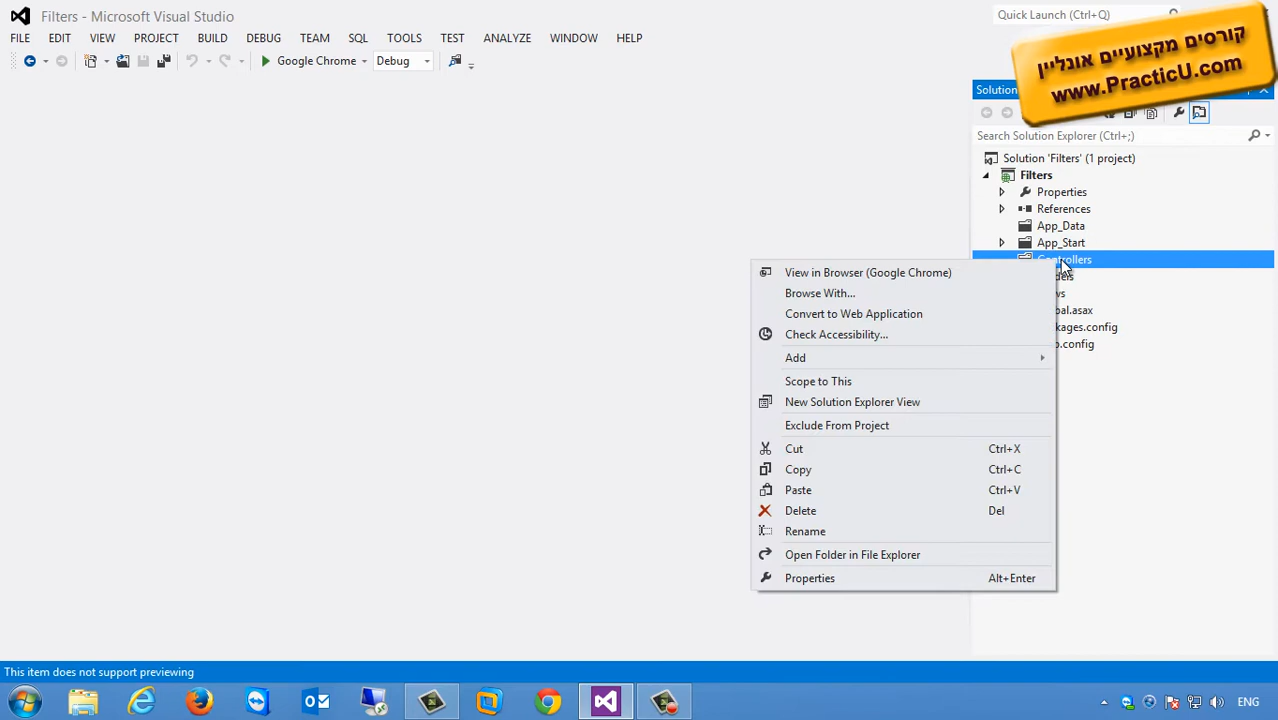 Filters - Microsoft Visual Studio
Quick Launch (Ctrl+Q)
FILE EDIT VIEW PROJECT BUILD DEBUG TEAM SQL TOOLS TEST ANALYZE WINDOW HELP
Google Chrome Debug
קורסים מקצועיים אונליין
www.PracticU.com
Search Solution Explorer (Ctrl+;)
Solution 'Filters' (1 project)
Filters
Properties
References
App_Data
App_Start
Controllers
View in Browser (Google Chrome)
Browse With...
Convert to Web Application
Check Accessibility...
Add
Scope to This
New Solution Explorer View
Exclude From Project
Cut Ctrl+X
Copy Ctrl+C
Paste Ctrl+V
Delete Del
Rename
Open Folder in File Explorer
Properties Alt+Enter
This item does not support previewing
ENG